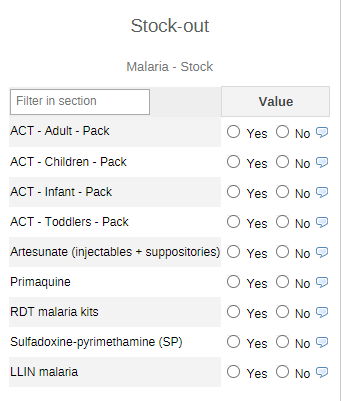 Stock-out
Malaria - Stock
Filter in section Value
ACT - Adult - Pack Yes No
ACT - Children - Pack Yes No
ACT - Infant - Pack Yes No
ACT - Toddlers - Pack Yes No
Artesunate (injectables + suppositories) Yes No
Primaquine Yes No
RDT malaria kits Yes No
Sulfadoxine-pyrimethamine (SP) Yes No
LLIN malaria Yes No